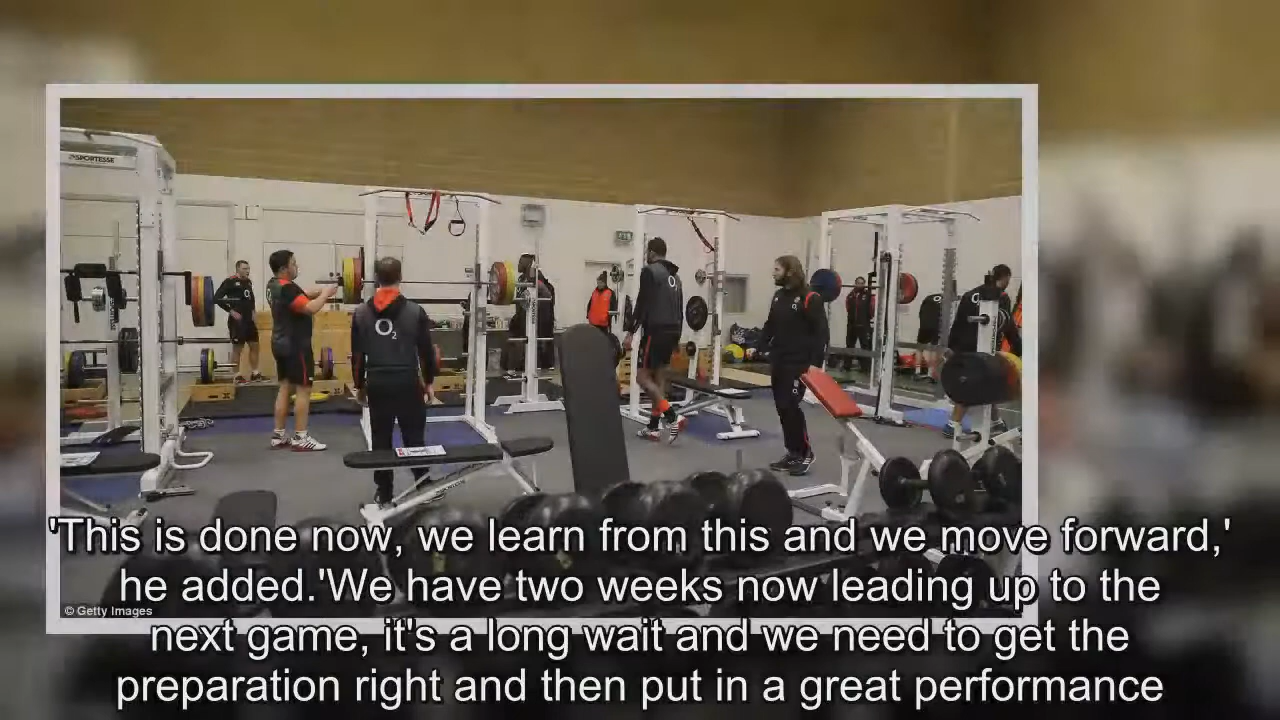 SPORTESSE
O2
O2
'This is done now, we learn from this and we move forward,'
he added.'We have two weeks now leading up to the
© Getty Images
next game, it's a long wait and we need to get the
preparation right and then put in a great performance